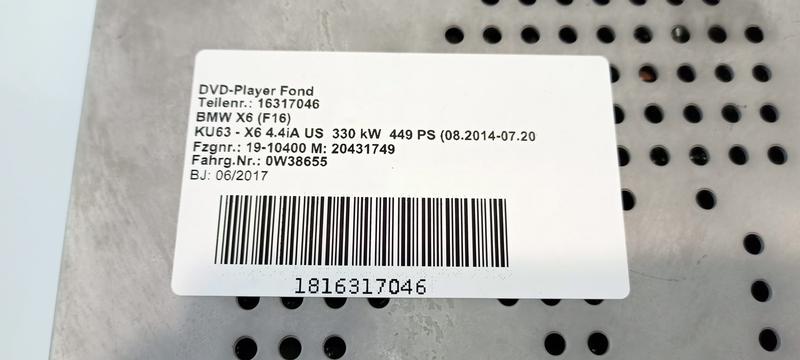 DVD-Player Fond
Teilenr.: 16317046
BMW X6 (F16)
KU63 - X6 4.4iA US 330 kW 449 PS (08.2014-07.20
Fzgnr.: 19-10400 M: 20431749
Fahrg.Nr.: 0W38655
BJ: 06/2017
1816317046